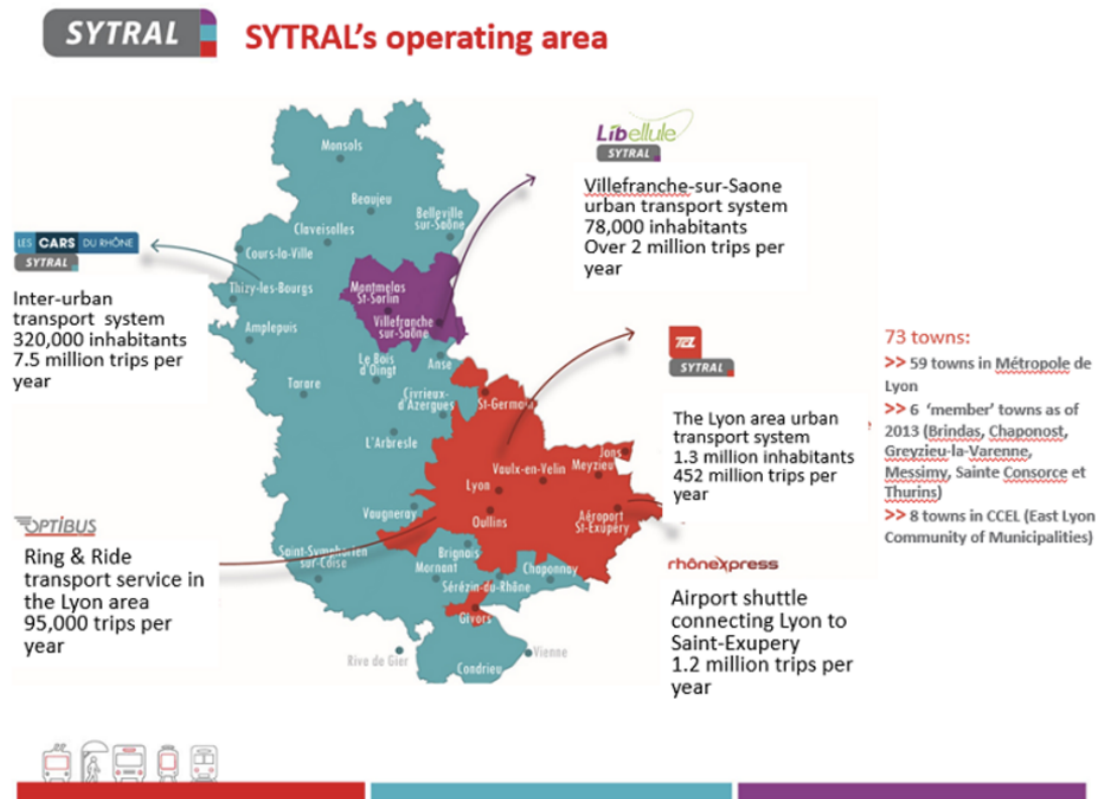 SYTRAL
SYTRAL's operating area
Monsols
Beaujeu
Belleville
sur-Saône
Claveisolles
Cours-la-Ville
Thizy-les-Bourgs
Montmelas
St-Sorlin
Amplepuis
Villefranche
sur-Saône
Le Bois
d'Oingt
Anse
Tarare
Civrieux-
d'Azergues
St-Germain
L'Arbresle
Jons
Vaulx-en-Velin
Meyzieu
Lyon
Vaugneray
Oullins
Aéroport
St-Exupéry
Saint-Symphorien
sur-Coise
Brignais
Mornant
Chaponnay
Sérézin-du-Rhône
Givors
Rive de Gier
Vienne
Condrieu
LES CARS DU RHÔNE
SYTRAL
Inter-urban
transport system
320,000 inhabitants
7.5 million trips per
year
OPTIBUS
Ring & Ride
transport service in
the Lyon area
95,000 trips per
year
Libellule
SYTRAL
Villefranche-sur-Saone
urban transport system
78,000 inhabitants
Over 2 million trips per
year
TCL
SYTRAL
The Lyon area urban
transport system
1.3 million inhabitants
452 million trips per
year
rhônexpress
Airport shuttle
connecting Lyon to
Saint-Exupery
1.2 million trips per
year
73 towns:
>> 59 towns in Métropole de
Lyon
>> 6 ‘member’ towns as of
2013 (Brindas, Chaponost,
Greyzieu-la-Varenne,
Messimy, Sainte Consorce et
Thurins)
>> 8 towns in CCEL (East Lyon
Community of Municipalities)